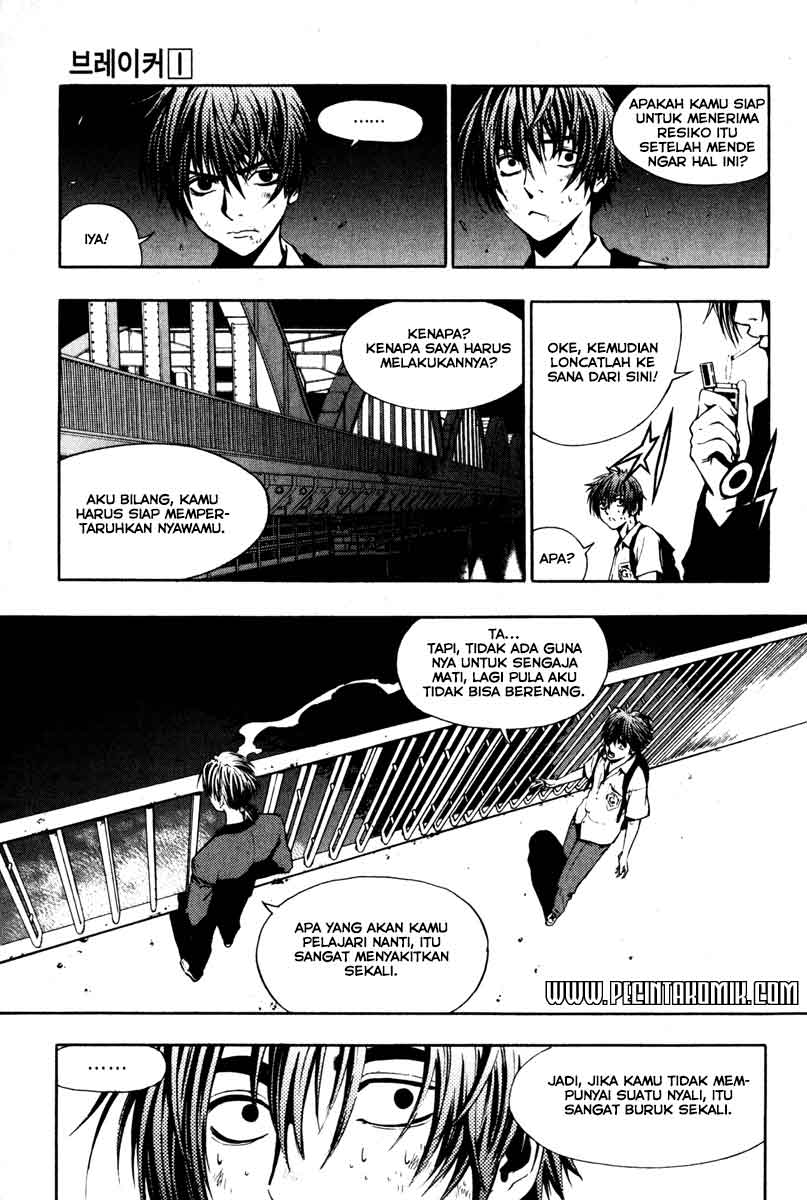 브레이커 1
APAKAH KAMU SIAP
UNTUK MENERIMA
RESIKO ITU
SETELAH MENDE
NGAR HAL INI?
......
IYA!
OKE, KEMUDIAN
LONCATLAH KE
SANA DARI SINI!
APA?
KENAPA?
KENAPA SAYA HARUS
MELAKUKANNYA?
AKU BILANG, KAMU
HARUS SIAP MEMPER-
TARUHKAN NYAWAMU.
TA...
TAPI, TIDAK ADA GUNA
NYA UNTUK SENGAJA
MATI, LAGI PULA AKU
TIDAK BISA BERENANG.
APA YANG AKAN KAMU
PELAJARI NANTI, ITU
SANGAT MENYAKITKAN
SEKALI.
WWW.PECINTAKOMIK.COM
JADI, JIKA KAMU TIDAK MEM-
PUNYAI SUATU NYALI, ITU
SANGAT BURUK SEKALI.
......